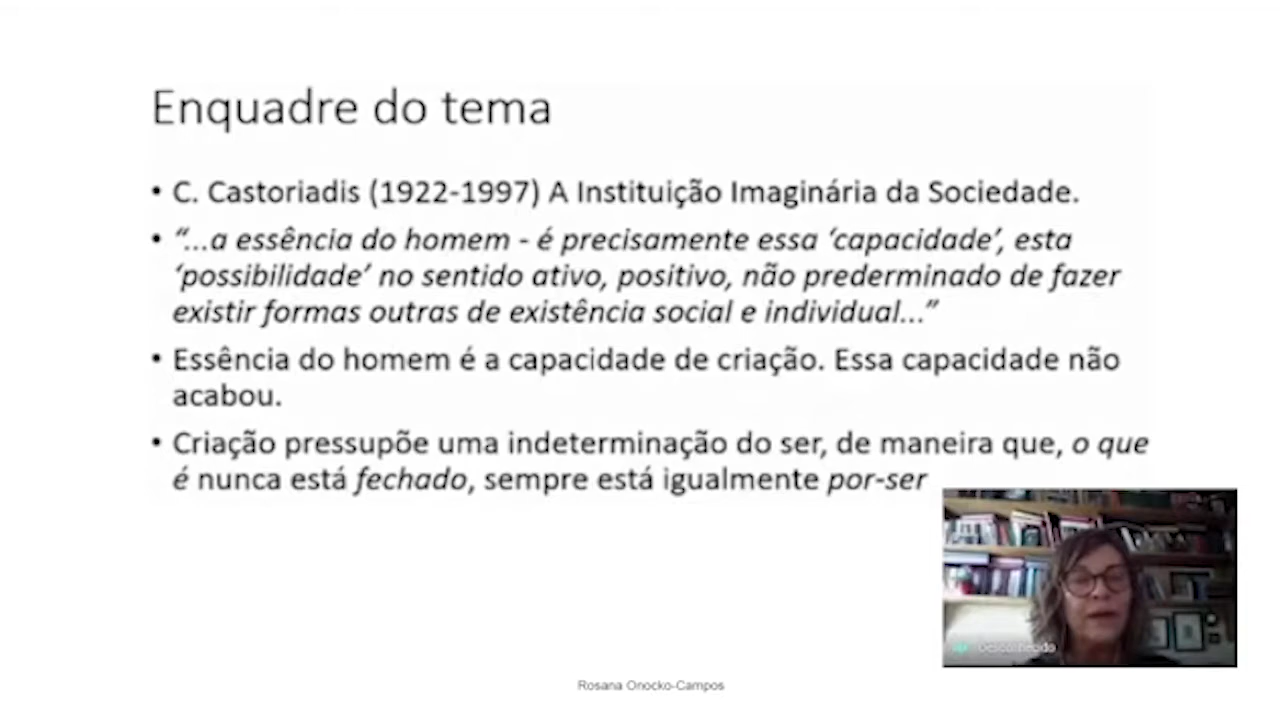 Enquadre do tema
• C. Castoriadis (1922-1997) A Instituição Imaginária da Sociedade.
• “...a essência do homem - é precisamente essa ‘capacidade’, esta
‘possibilidade’ no sentido ativo, positivo, não prederminado de fazer
existir formas outras de existência social e individual...”
• Essência do homem é a capacidade de criação. Essa capacidade não
acabou.
• Criação pressupõe uma indeterminação do ser, de maneira que, o que
é nunca está fechado, sempre está igualmente por-ser
Desconhecido
Rosana Onocko-Campos